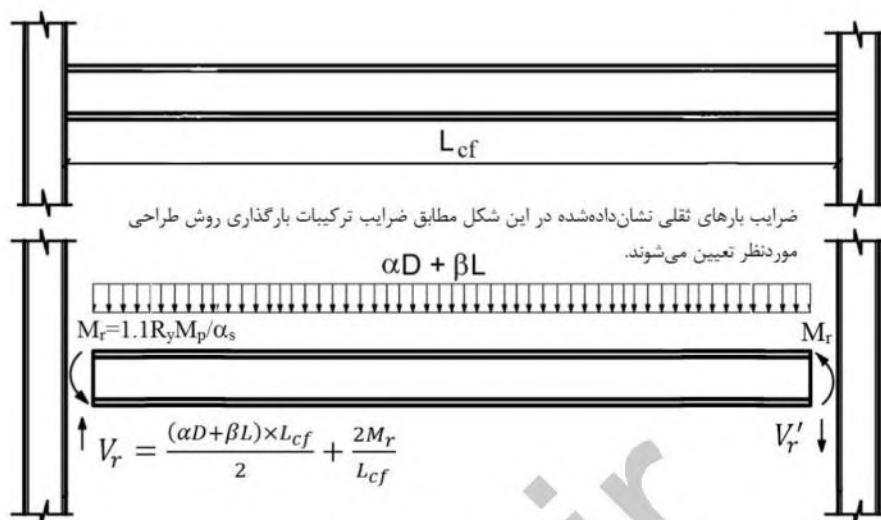 L_cf
ضرایب بارهای ثقلی نشان‌داده‌شده در این شکل مطابق ضرایب ترکیبات بارگذاری روش طراحی
موردنظر تعیین می‌شوند.
αD + βL
M_r=1.1R_yM_p/α_s
M_r
V_r = ((αD+βL)×L_cf)/2 + 2M_r/L_cf
V_r′
ir